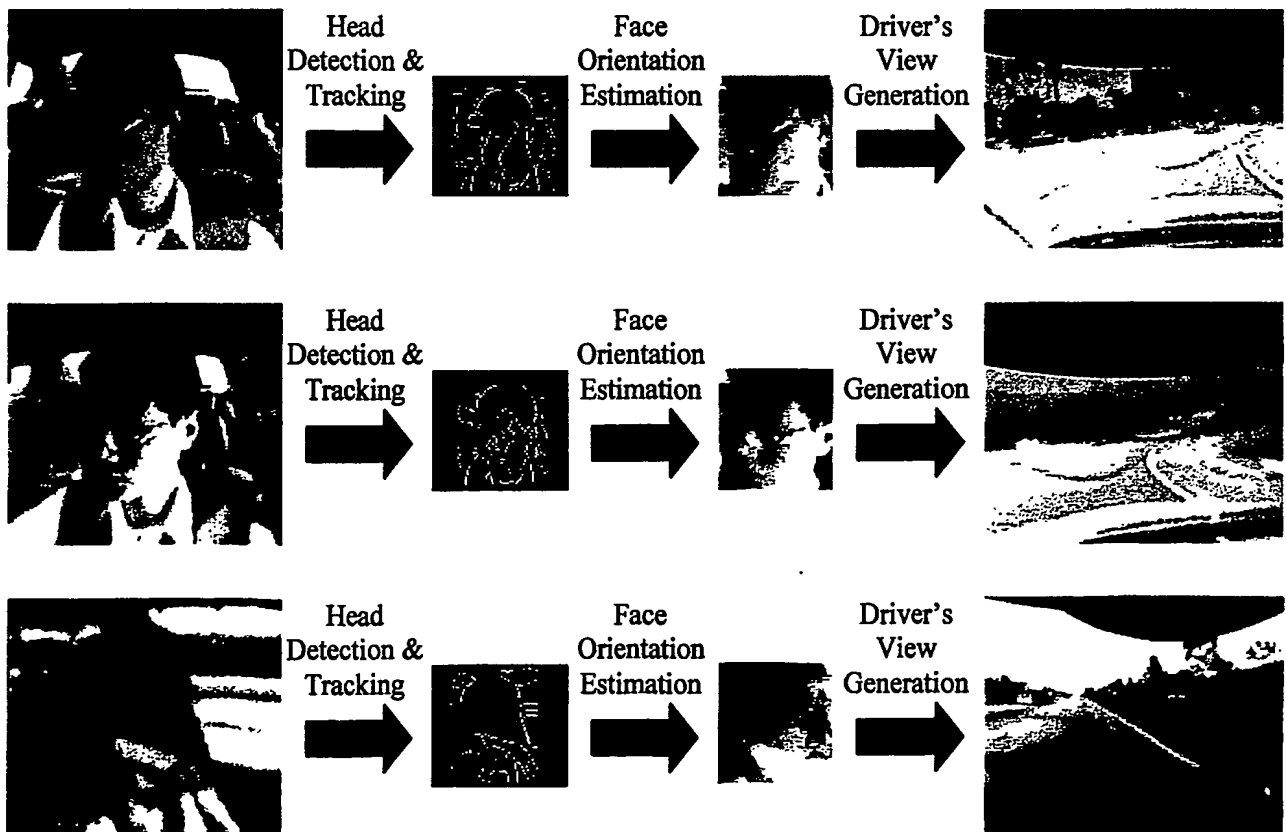 Head
Detection &
Tracking
Face
Orientation
Estimation
Driver's
View
Generation
Head
Detection &
Tracking
Face
Orientation
Estimation
Driver's
View
Generation
Head
Detection &
Tracking
Face
Orientation
Estimation
Driver's
View
Generation